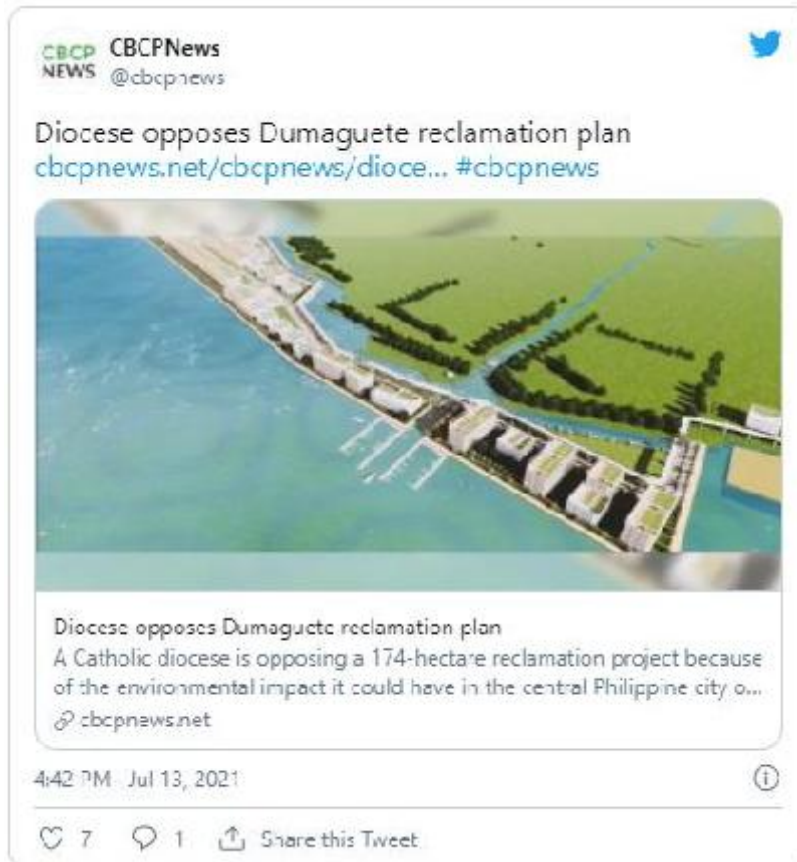 CBCP NEWS
CBCPNews
@cbcpnews
Diocese opposes Dumaguete reclamation plan
cbcpnews.net/cbcpnews/dioce... #cbcpnews
Diocese opposes Dumaguete reclamation plan
A Catholic diocese is opposing a 174-hectare reclamation project because
of the environmental impact it could have in the central Philippine city o...
cbcpnews.net
4:42 PM Jul 13, 2021
7 1 Share this Tweet